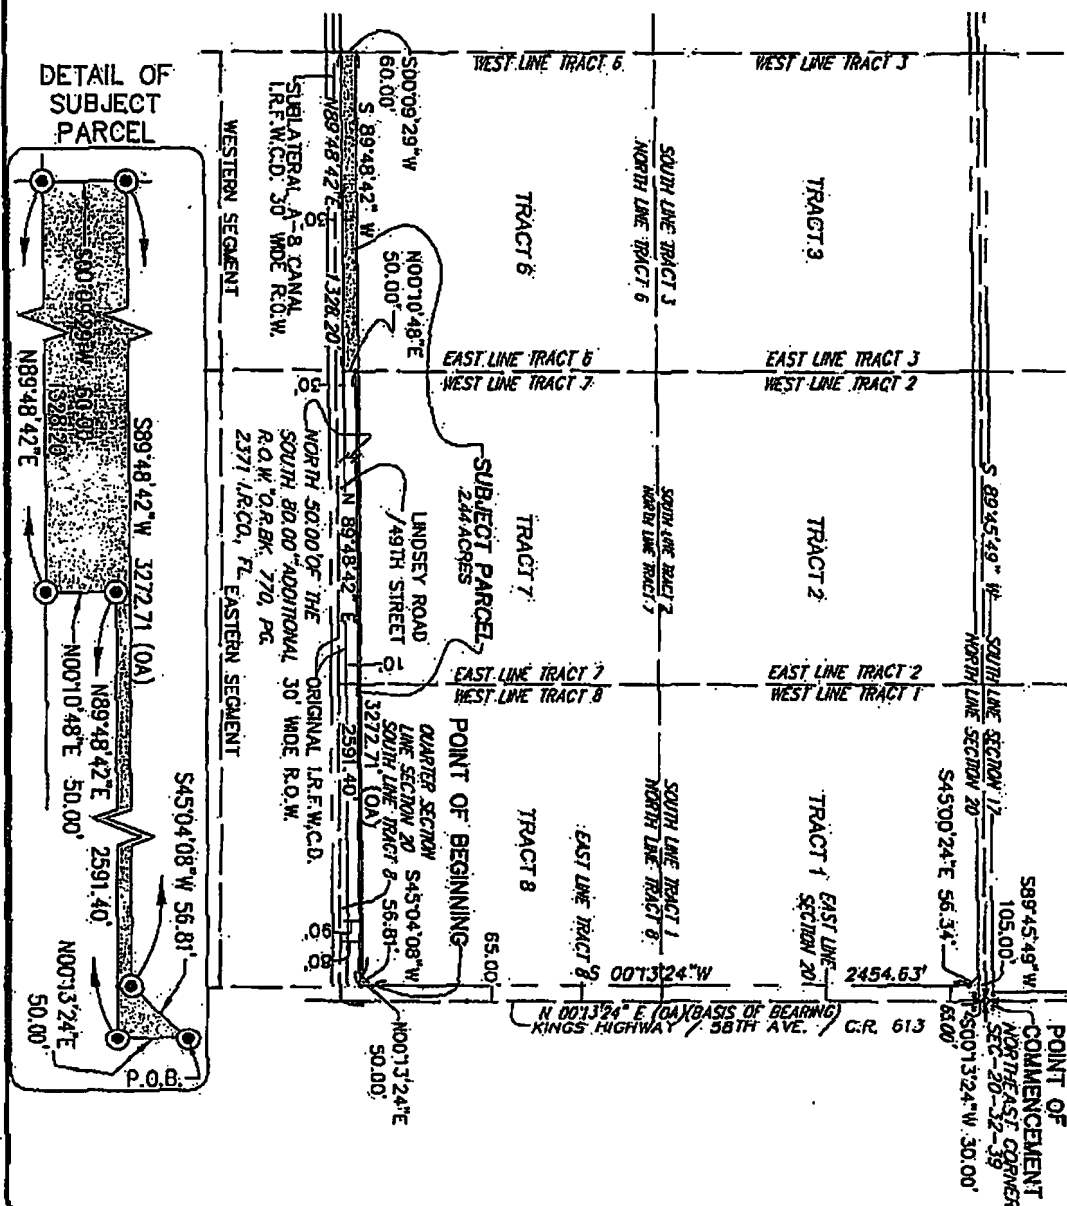 DETAIL OF
SUBJECT
PARCEL
WESTERN SEGMENT
EASTERN SEGMENT
N89°48'42"E
S89°48'42"W 3272.71 (OA)
N00°10'48"E 50.00'
N89°48'42"E 2591.40'
S45°04'08"W 56.81'
N00°13'24"E
50.00'
P.O.B.
S00°09'29"W 60.00'
1328.20
S00°09'29"W
60.00'
S 89°48'42" W
N89°48'42"E
30'
1328.20'
SUBLATERAL A-8 CANAL
I.R.F.W.C.D. 30' WIDE R.O.W.
N00°10'48"E
50.00'
30'
NORTH 50.00' OF THE
SOUTH 80.00' ADDITIONAL 30' WIDE
R.O.W. O.R.BK. 770, PG.
2371 I.R.CO., FL.
ORIGINAL I.R.F.W.C.D.
R.O.W.
N 89°48'42" E
2591.40'
LINDSEY ROAD
/49TH STREET
SUBJECT PARCEL
2.44 ACRES
10'
3272.71' (OA)
QUARTER SECTION
LINE SECTION 20
SOUTH LINE TRACT 8
S45°04'08"W
56.81'
POINT OF BEGINNING
N00°13'24"E
50.00'
65.00'
WEST LINE TRACT 6
WEST LINE TRACT 3
TRACT 6
SOUTH LINE TRACT 3
NORTH LINE TRACT 6
TRACT 3
EAST LINE TRACT 6
WEST LINE TRACT 7
EAST LINE TRACT 3
WEST LINE TRACT 2
TRACT 7
SOUTH LINE TRACT 2
NORTH LINE TRACT 7
TRACT 2
EAST LINE TRACT 7
WEST LINE TRACT 8
EAST LINE TRACT 2
WEST LINE TRACT 1
TRACT 8
EAST LINE TRACT 8
SOUTH LINE TRACT 1
NORTH LINE TRACT 8
TRACT 1
EAST LINE
SECTION 20
S 89°45'49" W
SOUTH LINE SECTION 17
NORTH LINE SECTION 20
S45°00'24"E 56.34'
S89°45'49"W
105.00'
S 00°13'24"W 2454.63'
N 00°13'24" E (OA)(BASIS OF BEARING)
KINGS HIGHWAY / 58TH AVE. / C.R. 613
65.00'
S00°13'24"W 30.00'
POINT OF
COMMENCEMENT
NORTHEAST CORNER
SEC-20-32-39